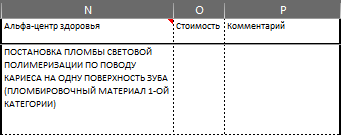 N O P
Альфа-центр здоровья Стоимость Комментарий
ПОСТАНОВКА ПЛОМБЫ СВЕТОВОЙ
ПОЛИМЕРИЗАЦИИ ПО ПОВОДУ
КАРИЕСА НА ОДНУ ПОВЕРХНОСТЬ ЗУБА
(ПЛОМБИРОВОЧНЫЙ МАТЕРИАЛ 1-ОЙ
КАТЕГОРИИ)